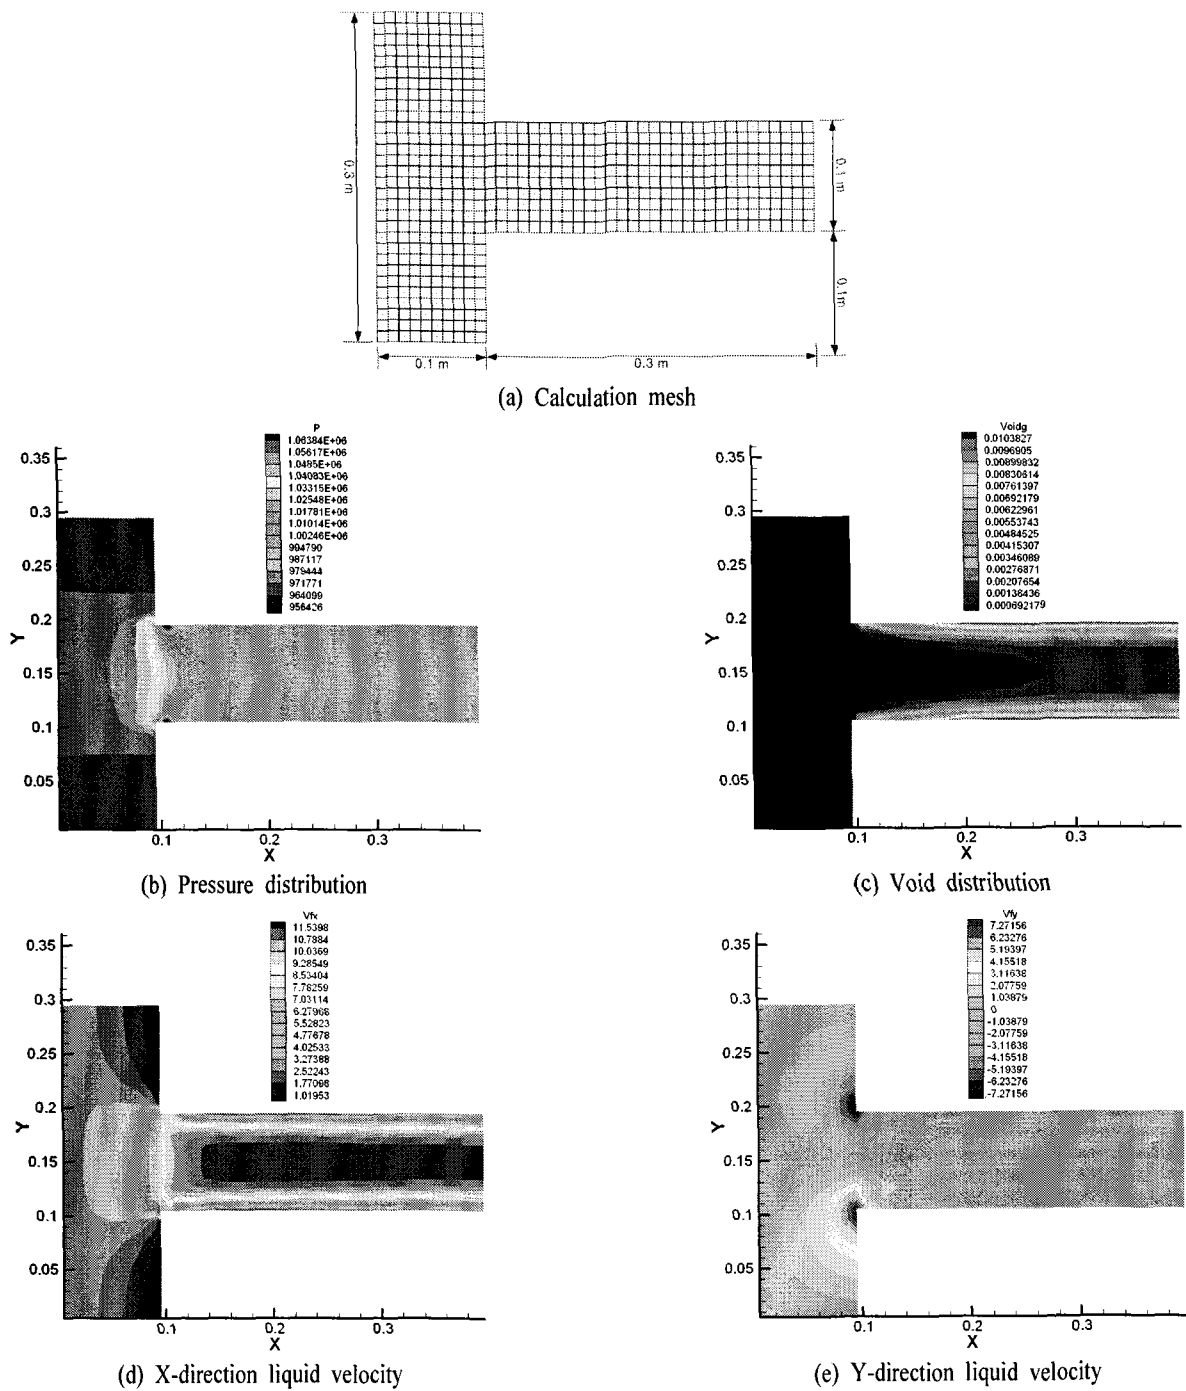 0.3 m
0.1 m
0.1m
0.1 m
0.3 m
(a) Calculation mesh
P
1.06384E+06
1.05617E+06
1.0485E+06
1.04083E+06
1.03315E+06
1.02548E+06
1.01781E+06
1.01014E+06
1.00246E+06
994790
987117
979444
971771
964099
956426
0.35
0.3
0.25
0.2
Y
0.15
0.1
0.05
0.1
0.2
0.3
X
(b) Pressure distribution
Voidg
0.0103827
0.0096905
0.00899832
0.00830614
0.00761397
0.00692179
0.00622961
0.00553743
0.00484525
0.00415307
0.00346089
0.00276871
0.00207654
0.00138436
0.000692179
0.35
0.3
0.25
0.2
Y
0.15
0.1
0.05
0.1
0.2
0.3
X
(c) Void distribution
Vfx
11.5398
10.7884
10.0369
9.28549
8.53404
7.78259
7.03114
6.27968
5.52823
4.77678
4.02533
3.27388
2.52243
1.77098
1.01953
0.35
0.3
0.25
0.2
Y
0.15
0.1
0.05
0.1
0.2
0.3
X
(d) X-direction liquid velocity
Vfy
7.27156
6.23276
5.19397
4.15518
3.11638
2.07759
1.03879
0
-1.03879
-2.07759
-3.11638
-4.15518
-5.19397
-6.23276
-7.27156
0.35
0.3
0.25
0.2
Y
0.15
0.1
0.05
0.1
0.2
0.3
X
(e) Y-direction liquid velocity